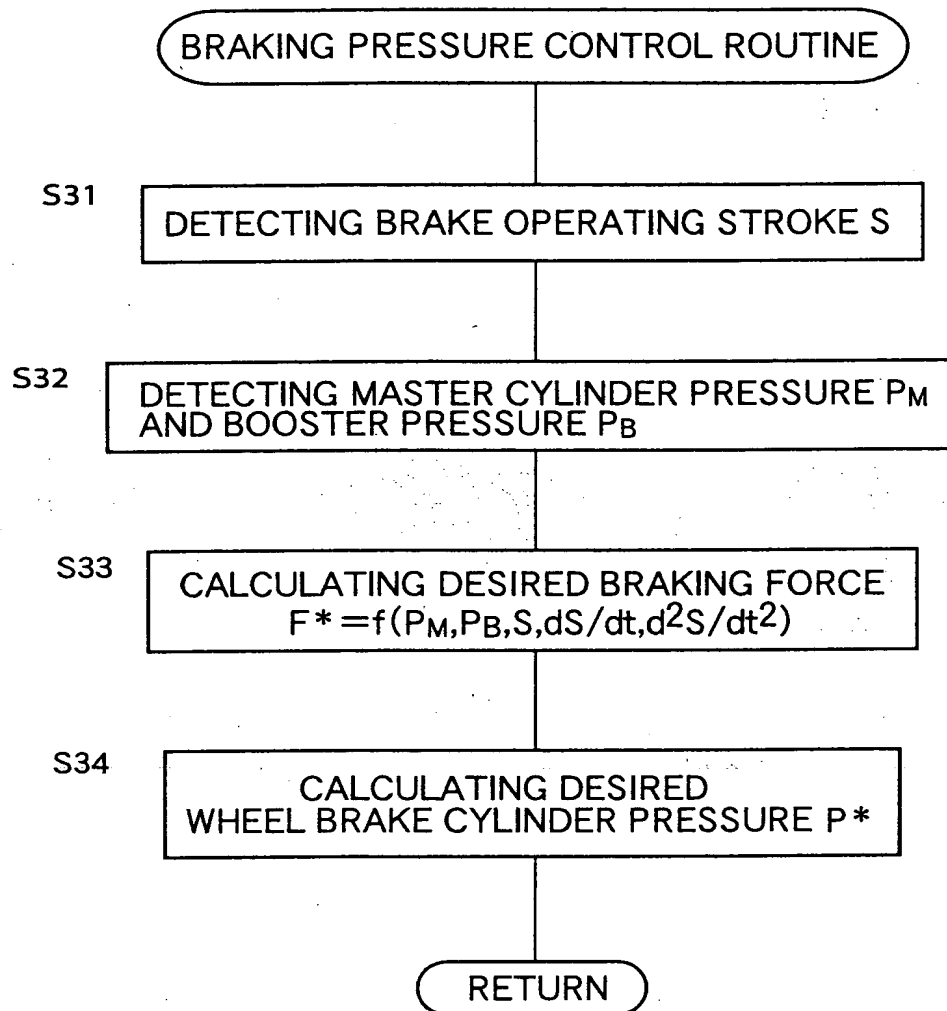 BRAKING PRESSURE CONTROL ROUTINE
S31
DETECTING BRAKE OPERATING STROKE S
S32
DETECTING MASTER CYLINDER PRESSURE PM
AND BOOSTER PRESSURE PB
S33
CALCULATING DESIRED BRAKING FORCE
F*=f(PM,PB,S,dS/dt,d²S/dt²)
S34
CALCULATING DESIRED
WHEEL BRAKE CYLINDER PRESSURE P*
RETURN